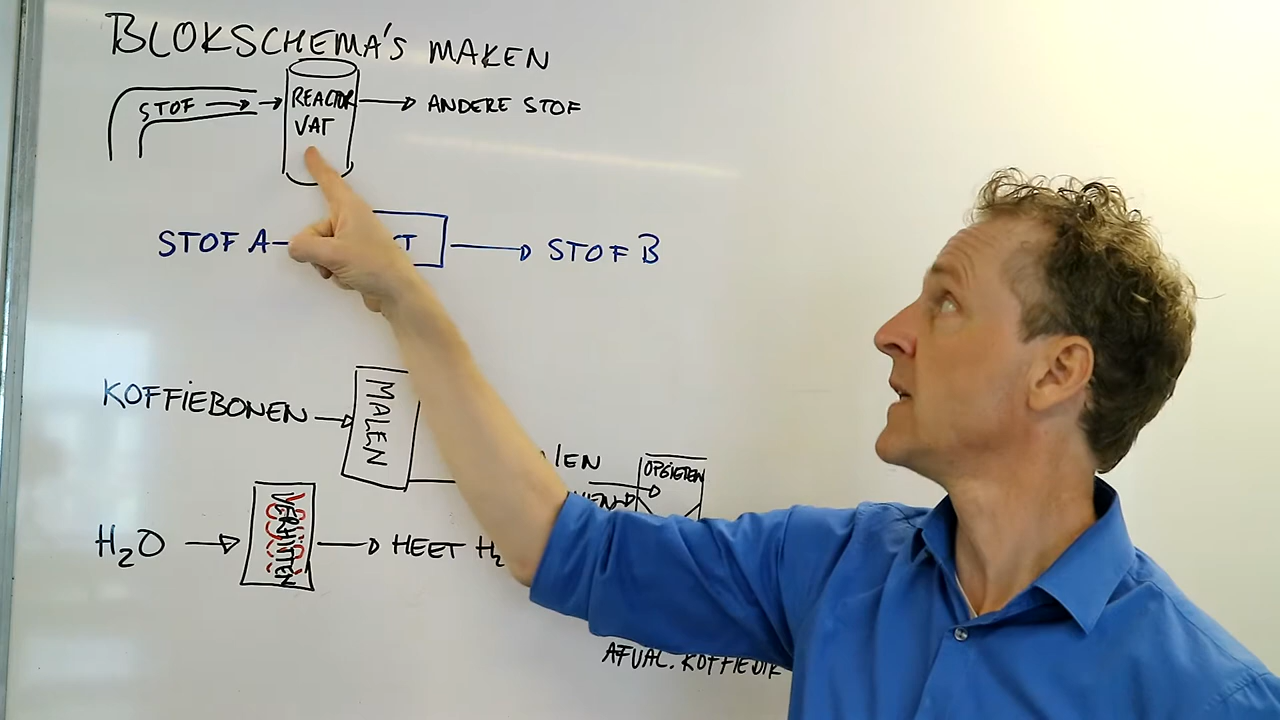 BLOKSCHEMA'S MAKEN
STOF REACTOR VAT ANDERE STOF
STOF A STOF B
KOFFIEBONEN MALEN
OPGIETEN
H₂O VERHITTEN HEET
AFVAL: KOFFIEDIK